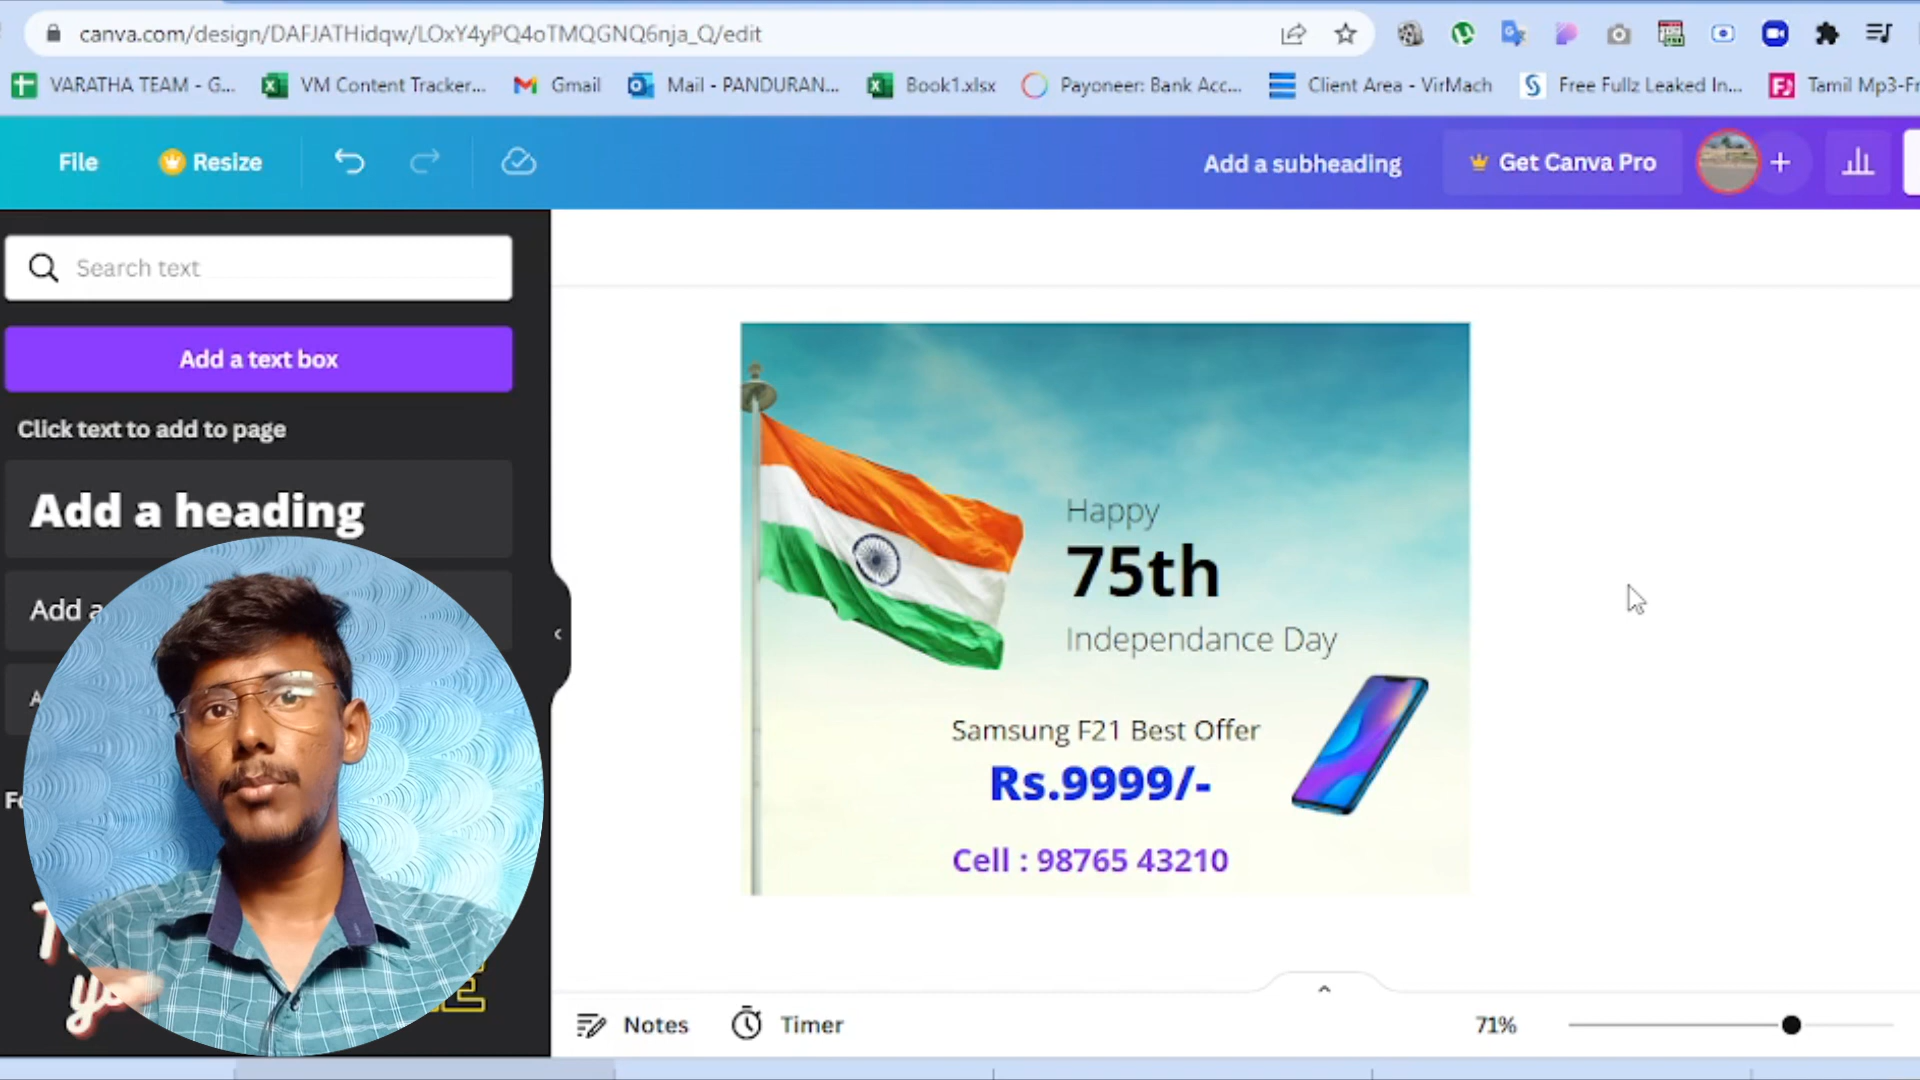 canva.com/design/DAFJATHidqw/LOxY4yPQ4oTMQGNQ6nja_Q/edit
VARATHA TEAM - G... VM Content Tracker... Gmail Mail - PANDURAN... Book1.xlsx Payoneer: Bank Acc... Client Area - VirMach Free Fullz Leaked In... Tamil Mp3-Fr
File Resize Add a subheading Get Canva Pro
Search text
Add a text box
Click text to add to page
Add a heading
Add a
Happy
75th
Independance Day
Samsung F21 Best Offer
Rs.9999/-
Cell : 98765 43210
Notes Timer 71%